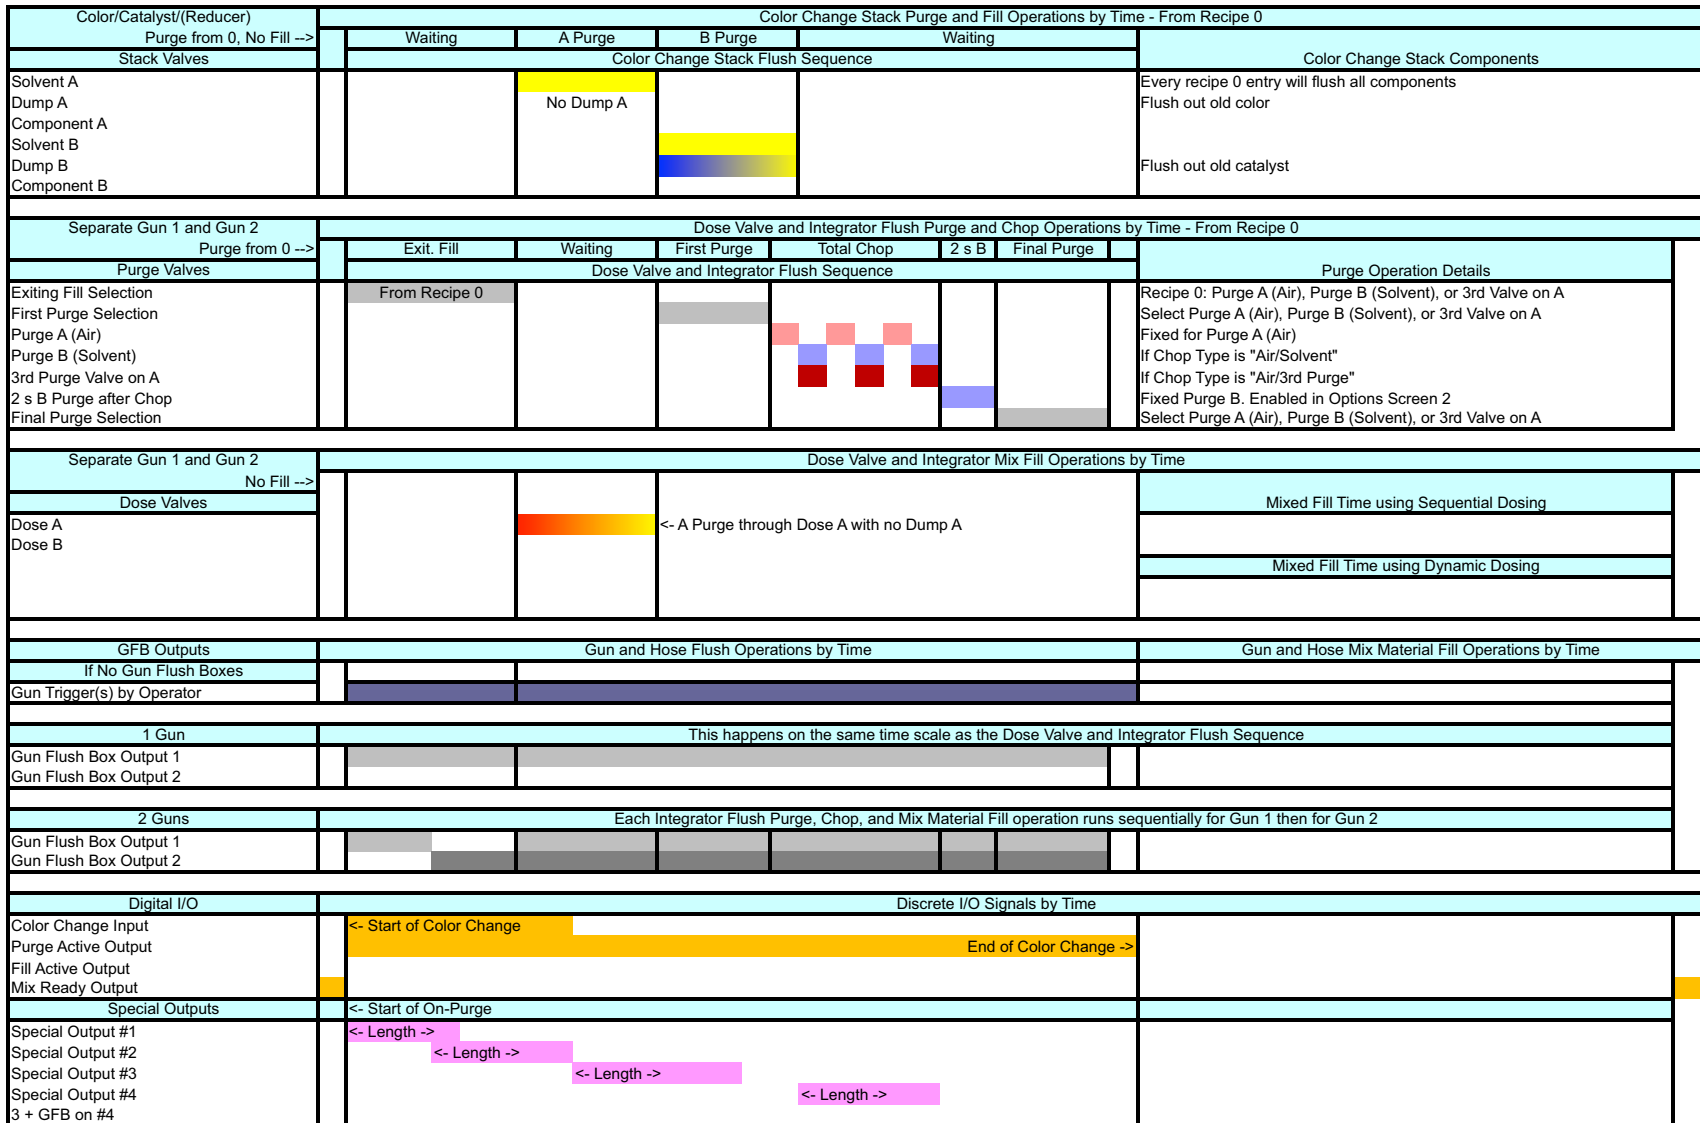 Color/Catalyst/(Reducer)
Color Change Stack Purge and Fill Operations by Time - From Recipe 0
Purge from 0, No Fill -->
Waiting
A Purge
B Purge
Waiting
Stack Valves
Color Change Stack Flush Sequence
Color Change Stack Components
Solvent A
Every recipe 0 entry will flush all components
Dump A
No Dump A
Flush out old color
Component A
Solvent B
Dump B
Flush out old catalyst
Component B
Separate Gun 1 and Gun 2
Dose Valve and Integrator Flush Purge and Chop Operations by Time - From Recipe 0
Purge from 0 -->
Exit. Fill
Waiting
First Purge
Total Chop
2 s B
Final Purge
Purge Valves
Dose Valve and Integrator Flush Sequence
Purge Operation Details
Exiting Fill Selection
From Recipe 0
Recipe 0: Purge A (Air), Purge B (Solvent), or 3rd Valve on A
First Purge Selection
Select Purge A (Air), Purge B (Solvent), or 3rd Valve on A
Purge A (Air)
Fixed for Purge A (Air)
Purge B (Solvent)
If Chop Type is "Air/Solvent"
3rd Purge Valve on A
If Chop Type is "Air/3rd Purge"
2 s B Purge after Chop
Fixed Purge B. Enabled in Options Screen 2
Final Purge Selection
Select Purge A (Air), Purge B (Solvent), or 3rd Valve on A
Separate Gun 1 and Gun 2
Dose Valve and Integrator Mix Fill Operations by Time
No Fill -->
Dose Valves
Mixed Fill Time using Sequential Dosing
Dose A
<- A Purge through Dose A with no Dump A
Dose B
Mixed Fill Time using Dynamic Dosing
GFB Outputs
Gun and Hose Flush Operations by Time
Gun and Hose Mix Material Fill Operations by Time
If No Gun Flush Boxes
Gun Trigger(s) by Operator
1 Gun
This happens on the same time scale as the Dose Valve and Integrator Flush Sequence
Gun Flush Box Output 1
Gun Flush Box Output 2
2 Guns
Each Integrator Flush Purge, Chop, and Mix Material Fill operation runs sequentially for Gun 1 then for Gun 2
Gun Flush Box Output 1
Gun Flush Box Output 2
Digital I/O
Discrete I/O Signals by Time
Color Change Input
<- Start of Color Change
Purge Active Output
End of Color Change ->
Fill Active Output
Mix Ready Output
Special Outputs
<- Start of On-Purge
Special Output #1
<- Length ->
Special Output #2
<- Length ->
Special Output #3
<- Length ->
Special Output #4
<- Length ->
3 + GFB on #4